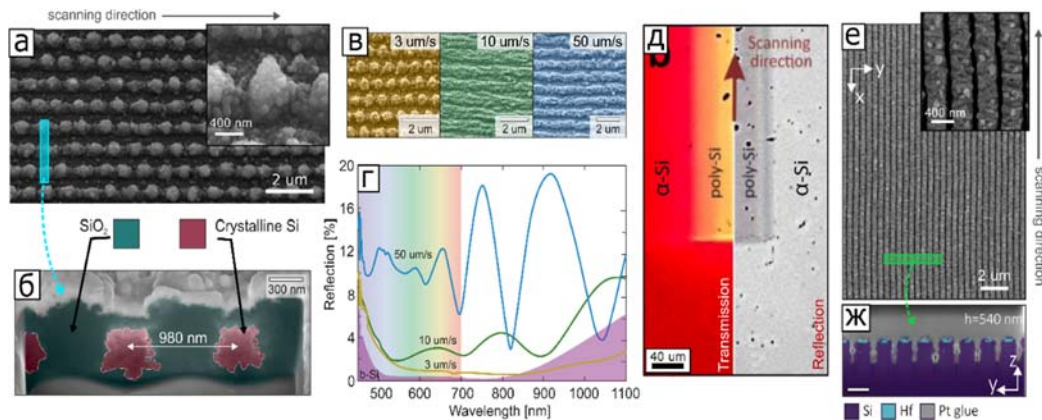 scanning direction
а
400 nm
2 um
SiO2
Crystalline Si
б
300 nm
980 nm
в
3 um/s
10 um/s
50 um/s
2 um
2 um
2 um
г
20
16
12
8
4
0
Reflection [%]
50 um/s
10 um/s
3 um/s
b-Si
500 600 700 800 900 1000 1100
Wavelength [nm]
д
Scanning
direction
α-Si
poly-Si
poly-Si
α-Si
Transmission
Reflection
40 um
е
y
x
400 nm
scanning direction
2 um
ж
h=540 nm
z
y
Si
Hf
Pt glue